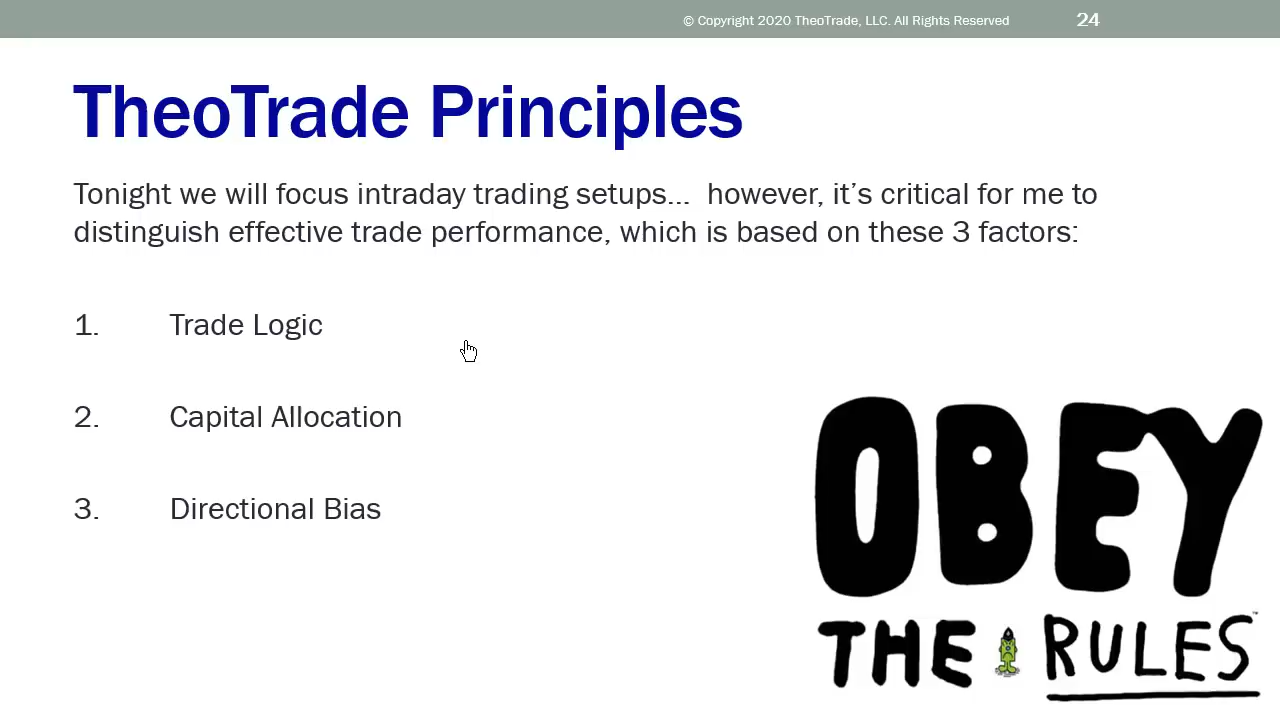 © Copyright 2020 TheoTrade, LLC. All Rights Reserved 24
TheoTrade Principles
Tonight we will focus intraday trading setups... however, it's critical for me to
distinguish effective trade performance, which is based on these 3 factors:
1. Trade Logic
2. Capital Allocation
3. Directional Bias
OBEY
THE RULES™